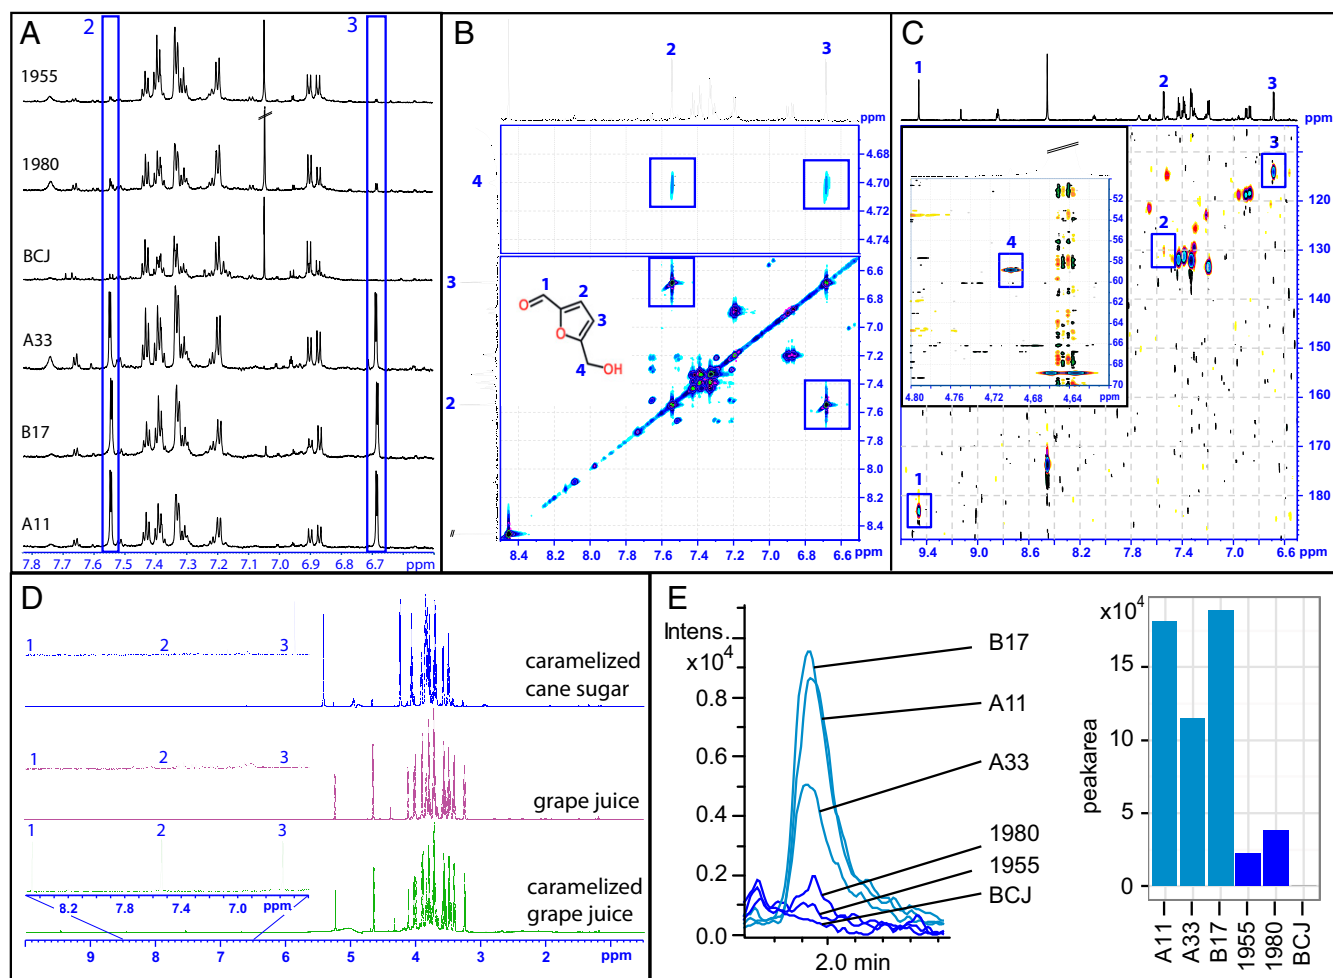 A
2
3
1955
1980
BCJ
A33
B17
A11
7.8 7.7 7.6 7.5 7.4 7.3 7.2 7.1 7.0 6.9 6.8 6.7 ppm
B
2
3
ppm
4
4.68
4.70
4.72
4.74
3
2
1
2
3
4
O
O
OH
6.6
6.8
7.0
7.2
7.4
7.6
7.8
8.0
8.2
8.4
8.4 8.2 8.0 7.8 7.6 7.4 7.2 7.0 6.8 6.6 ppm
C
1
2
3
ppm
3
2
4
1
52
54
56
58
60
62
64
66
68
70
4.80 4.76 4.72 4.68 4.64 ppm
120
130
140
150
160
170
180
9.4 9.0 8.6 8.2 7.8 7.4 7.0 6.6 ppm
D
1 2 3
caramelized
cane sugar
1 2 3
grape juice
1 2 3
caramelized
grape juice
8.2 7.8 7.4 7.0 ppm
9 8 7 6 5 4 3 ppm 2
E
Intens.
x10⁴
0.8
0.6
0.4
0.2
0.0
2.0 min
B17
A11
A33
1980
1955
BCJ
x10⁴
15
10
5
0
peakarea
A11
A33
B17
1955
1980
BCJ